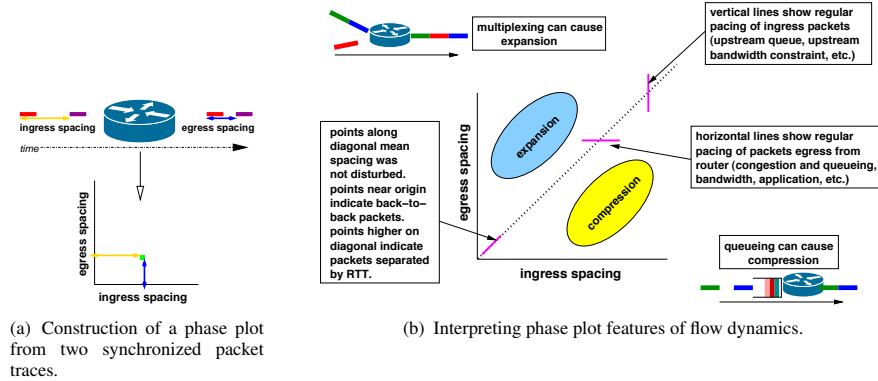 ingress spacing
egress spacing
time
egress spacing
ingress spacing
(a) Construction of a phase plot
from two synchronized packet
traces.
multiplexing can cause
expansion
vertical lines show regular
pacing of ingress packets
(upstream queue, upstream
bandwidth constraint, etc.)
points along
diagonal mean
spacing was
not disturbed.
points near origin
indicate back–to–
back packets.
points higher on
diagonal indicate
packets separated
by RTT.
egress spacing
expansion
compression
ingress spacing
horizontal lines show regular
pacing of packets egress from
router (congestion and queueing,
bandwidth, application, etc.)
queueing can cause
compression
(b) Interpreting phase plot features of flow dynamics.